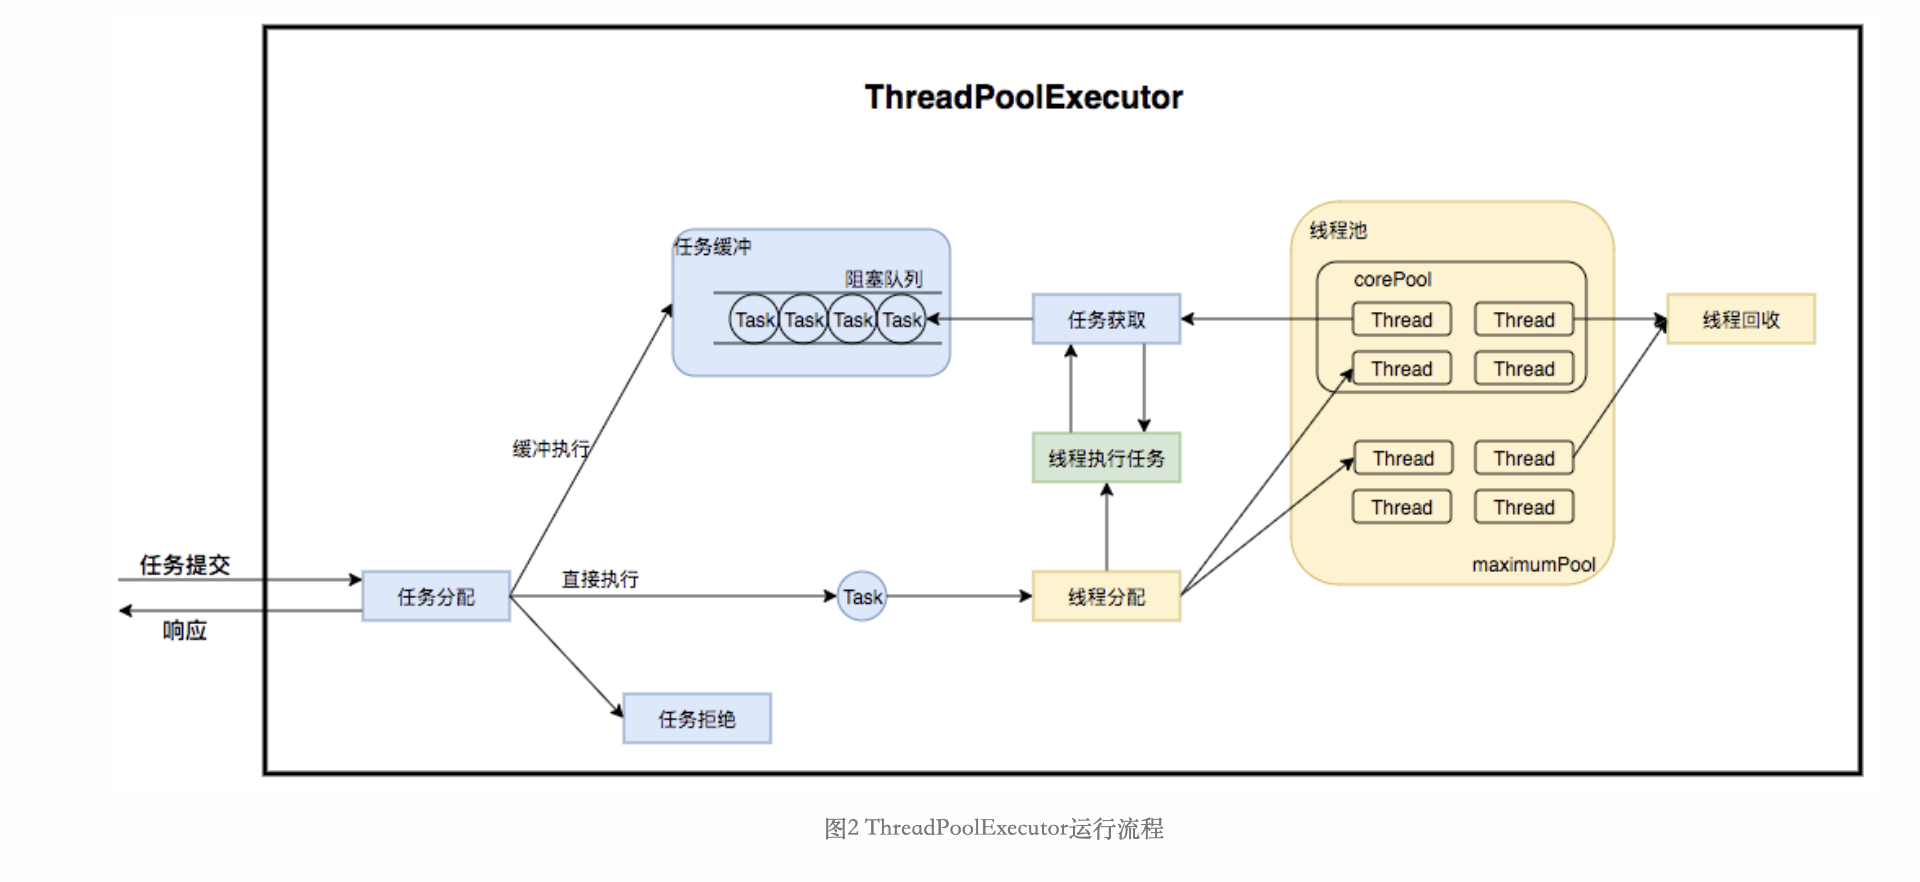 ThreadPoolExecutor
任务缓冲
阻塞队列
Task Task Task Task
任务获取
线程池
corePool
Thread Thread
Thread Thread
线程回收
缓冲执行
线程执行任务
Thread Thread
Thread Thread
maximumPool
任务提交
响应
任务分配
直接执行
Task
线程分配
任务拒绝
图2 ThreadPoolExecutor运行流程